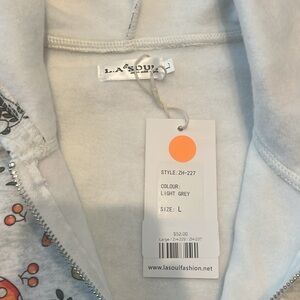 L.A SOUL
L
STYLE:ZH-227
COLOUR:
LIGHT GREY
SIZE: L
$52.00
www.lasoulfashion.net